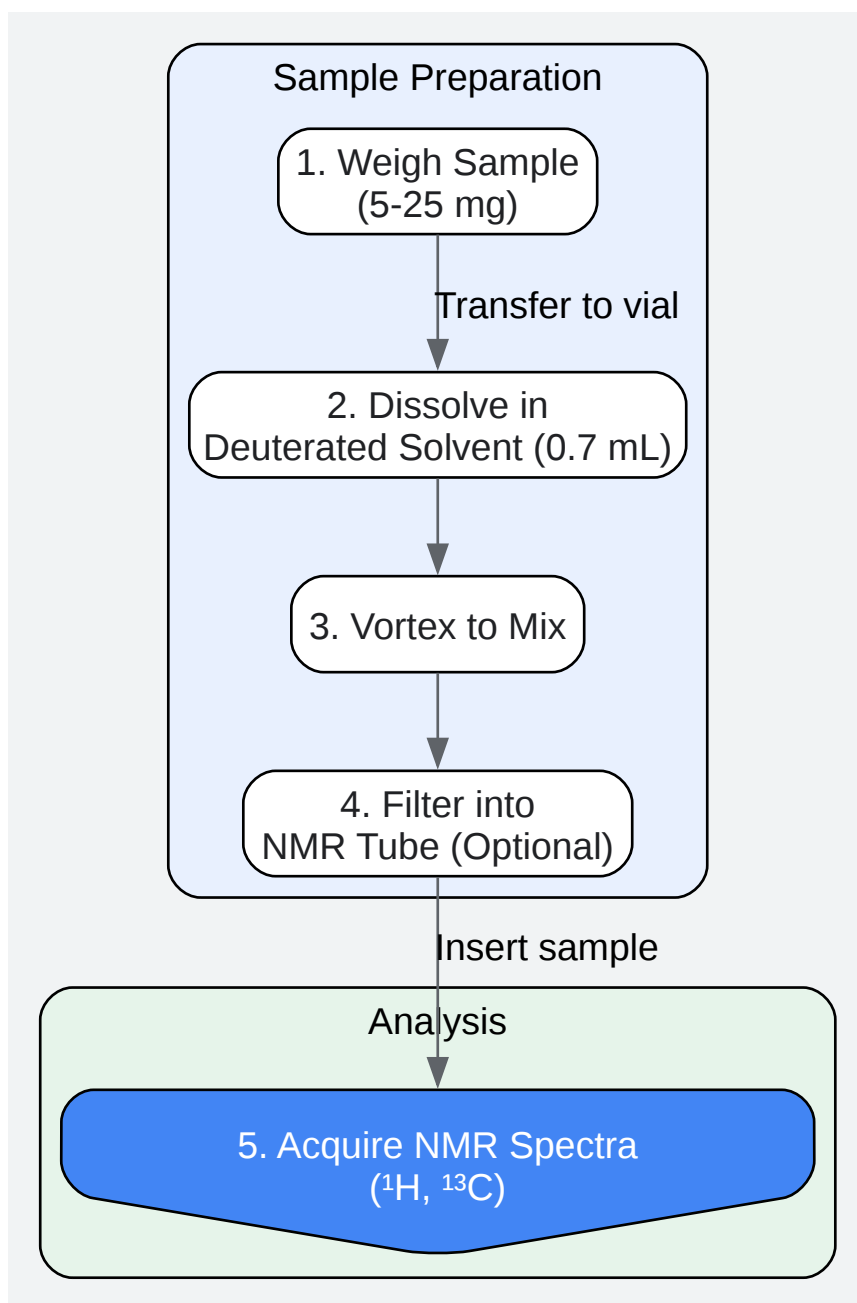 Sample Preparation
1. Weigh Sample
(5-25 mg)
Transfer to vial
2. Dissolve in
Deuterated Solvent (0.7 mL)
3. Vortex to Mix
4. Filter into
NMR Tube (Optional)
Insert sample
Analysis
5. Acquire NMR Spectra
(¹H, ¹³C)